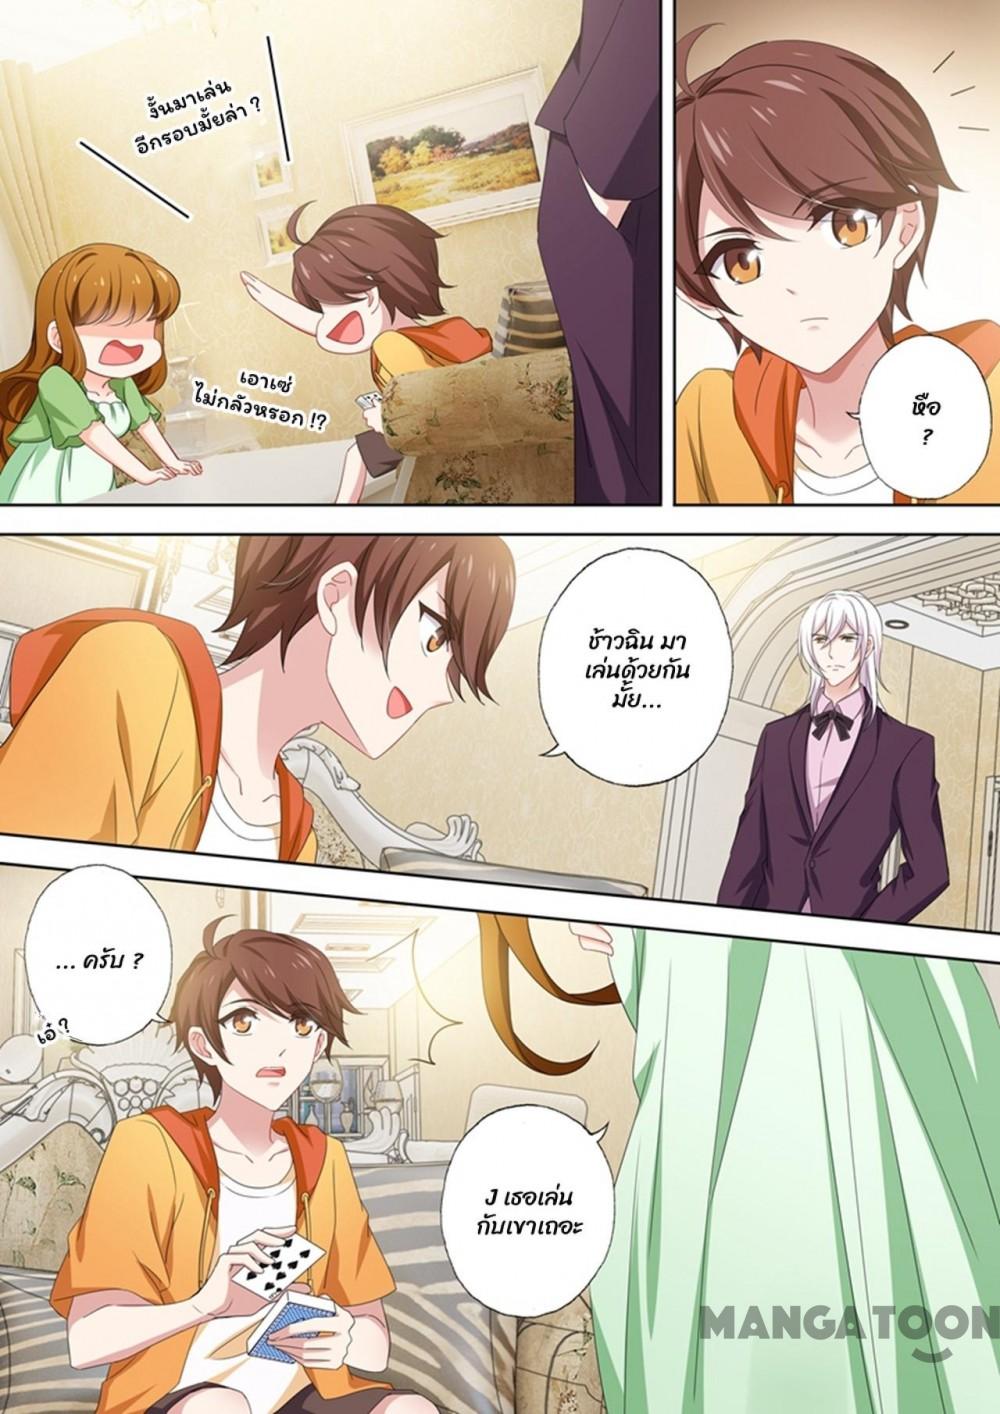 งั้นมาเล่น
อีกรอบมั้ยล่า ?
เอาเซ่
ไม่กลัวหรอก !?
หือ
?
ช้าวฉิน มา
เล่นด้วยกัน
มั้ย...
... ครับ ?
เอ๋ ?
J เธอเล่น
กับเขาเถอะ
MANGATOON